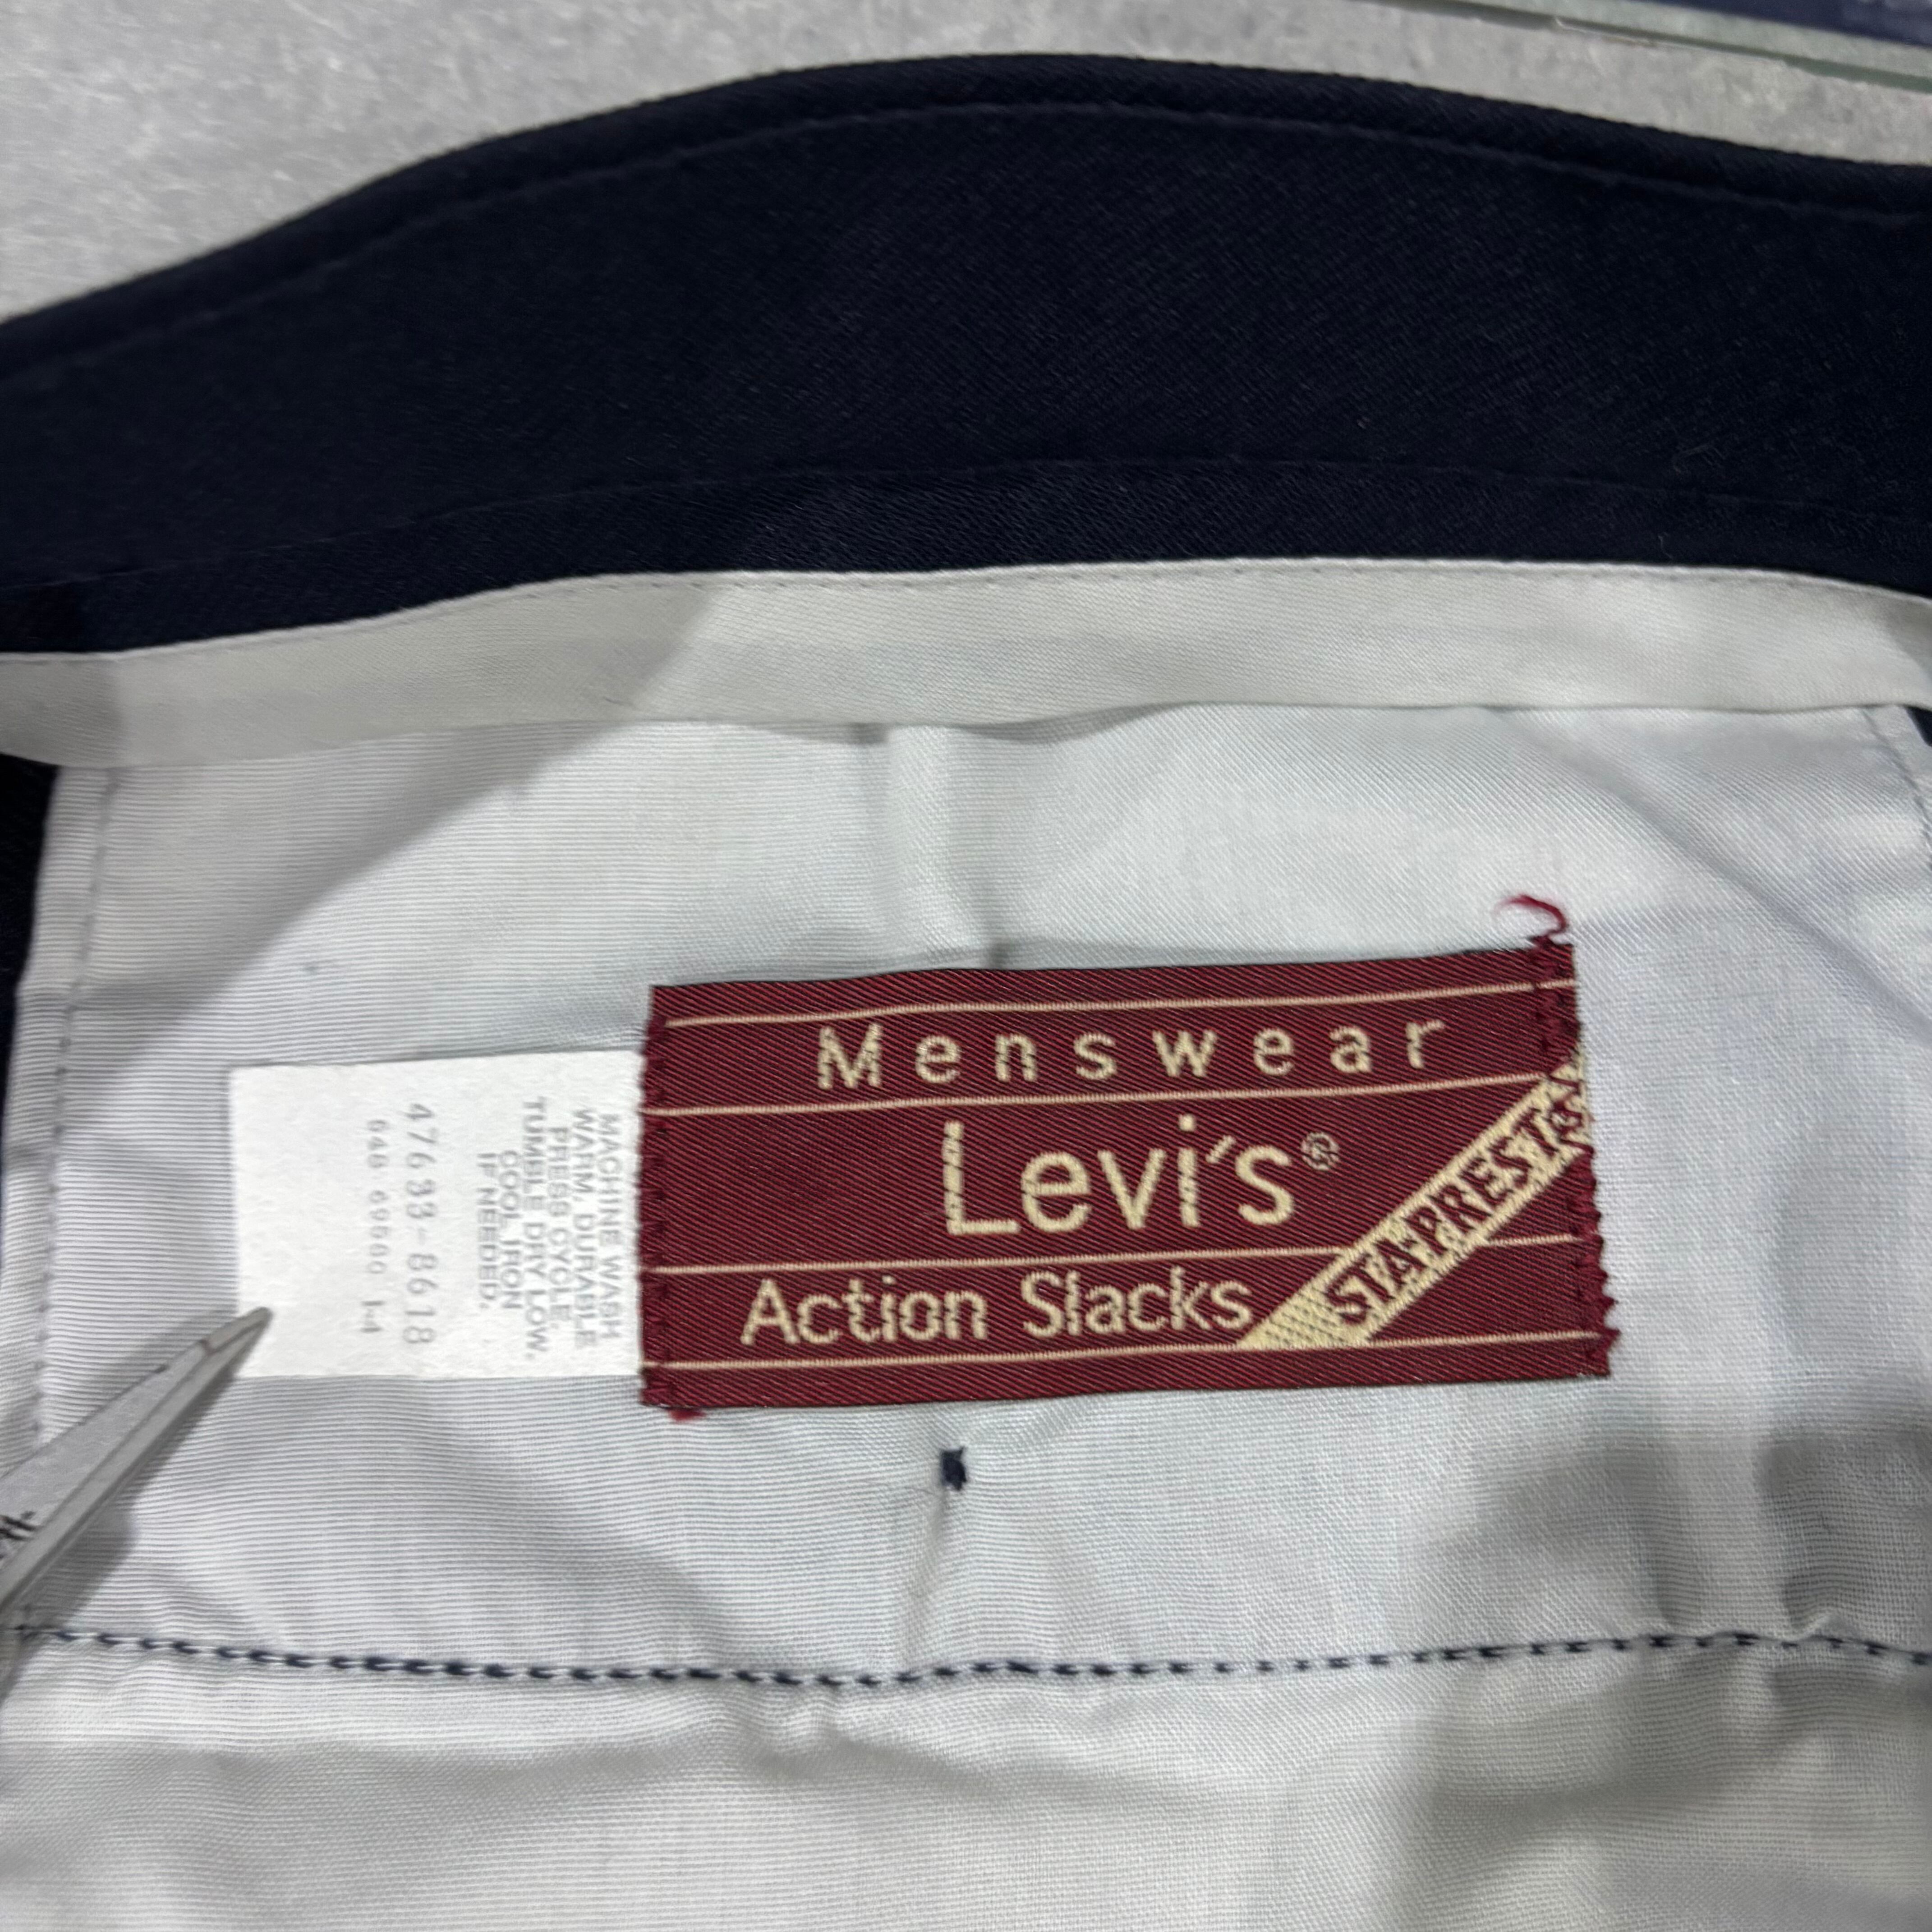 Menswear
Levi's®
Action Slacks
STA-PREST®
MACHINE WASH
WARM, DURABLE
PRESS CYCLE.
TUMBLE DRY LOW.
COOL IRON
IF NEEDED.
47633-8618